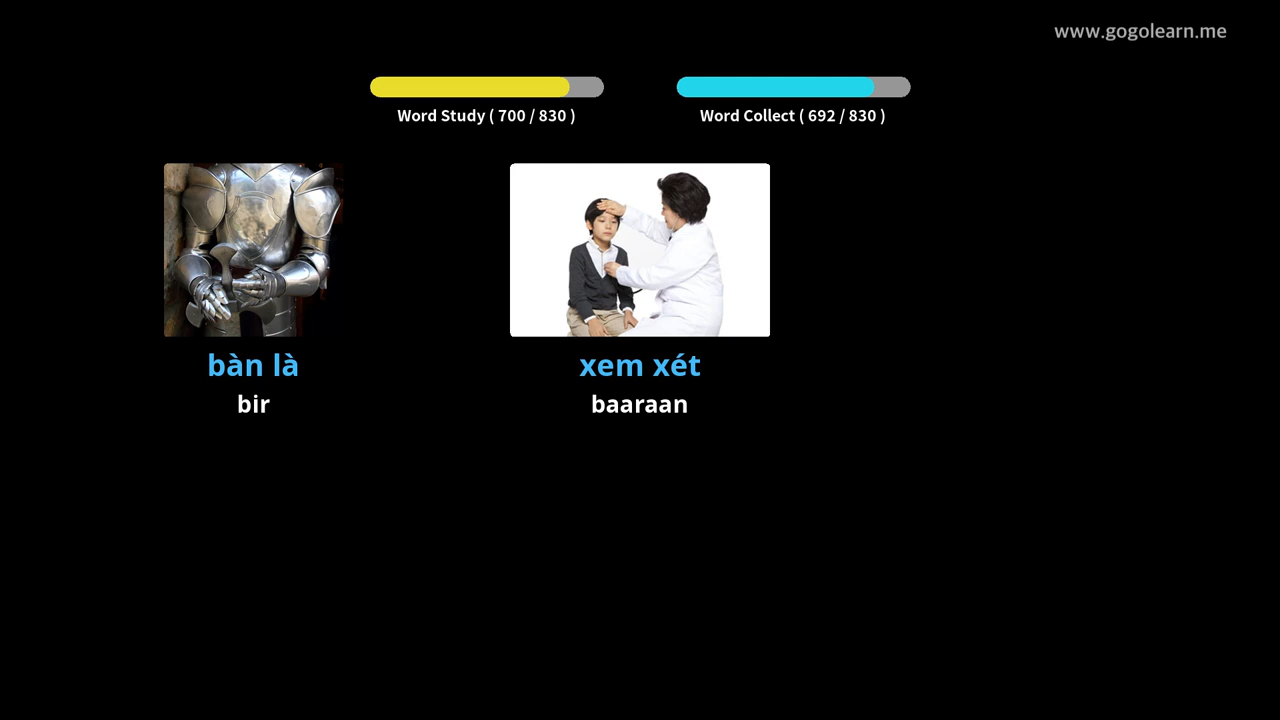 www.gogolearn.me
Word Study ( 700 / 830 )
Word Collect ( 692 / 830 )
bàn là
bir
xem xét
baaraan